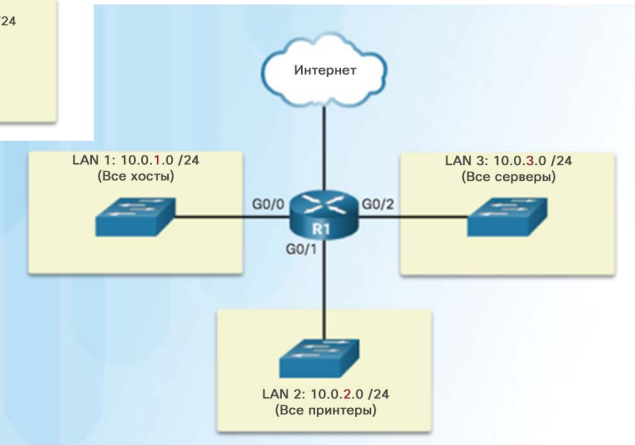 /24
Интернет
LAN 1: 10.0.1.0 /24
(Все хосты)
LAN 3: 10.0.3.0 /24
(Все серверы)
G0/0
G0/2
R1
G0/1
LAN 2: 10.0.2.0 /24
(Все принтеры)